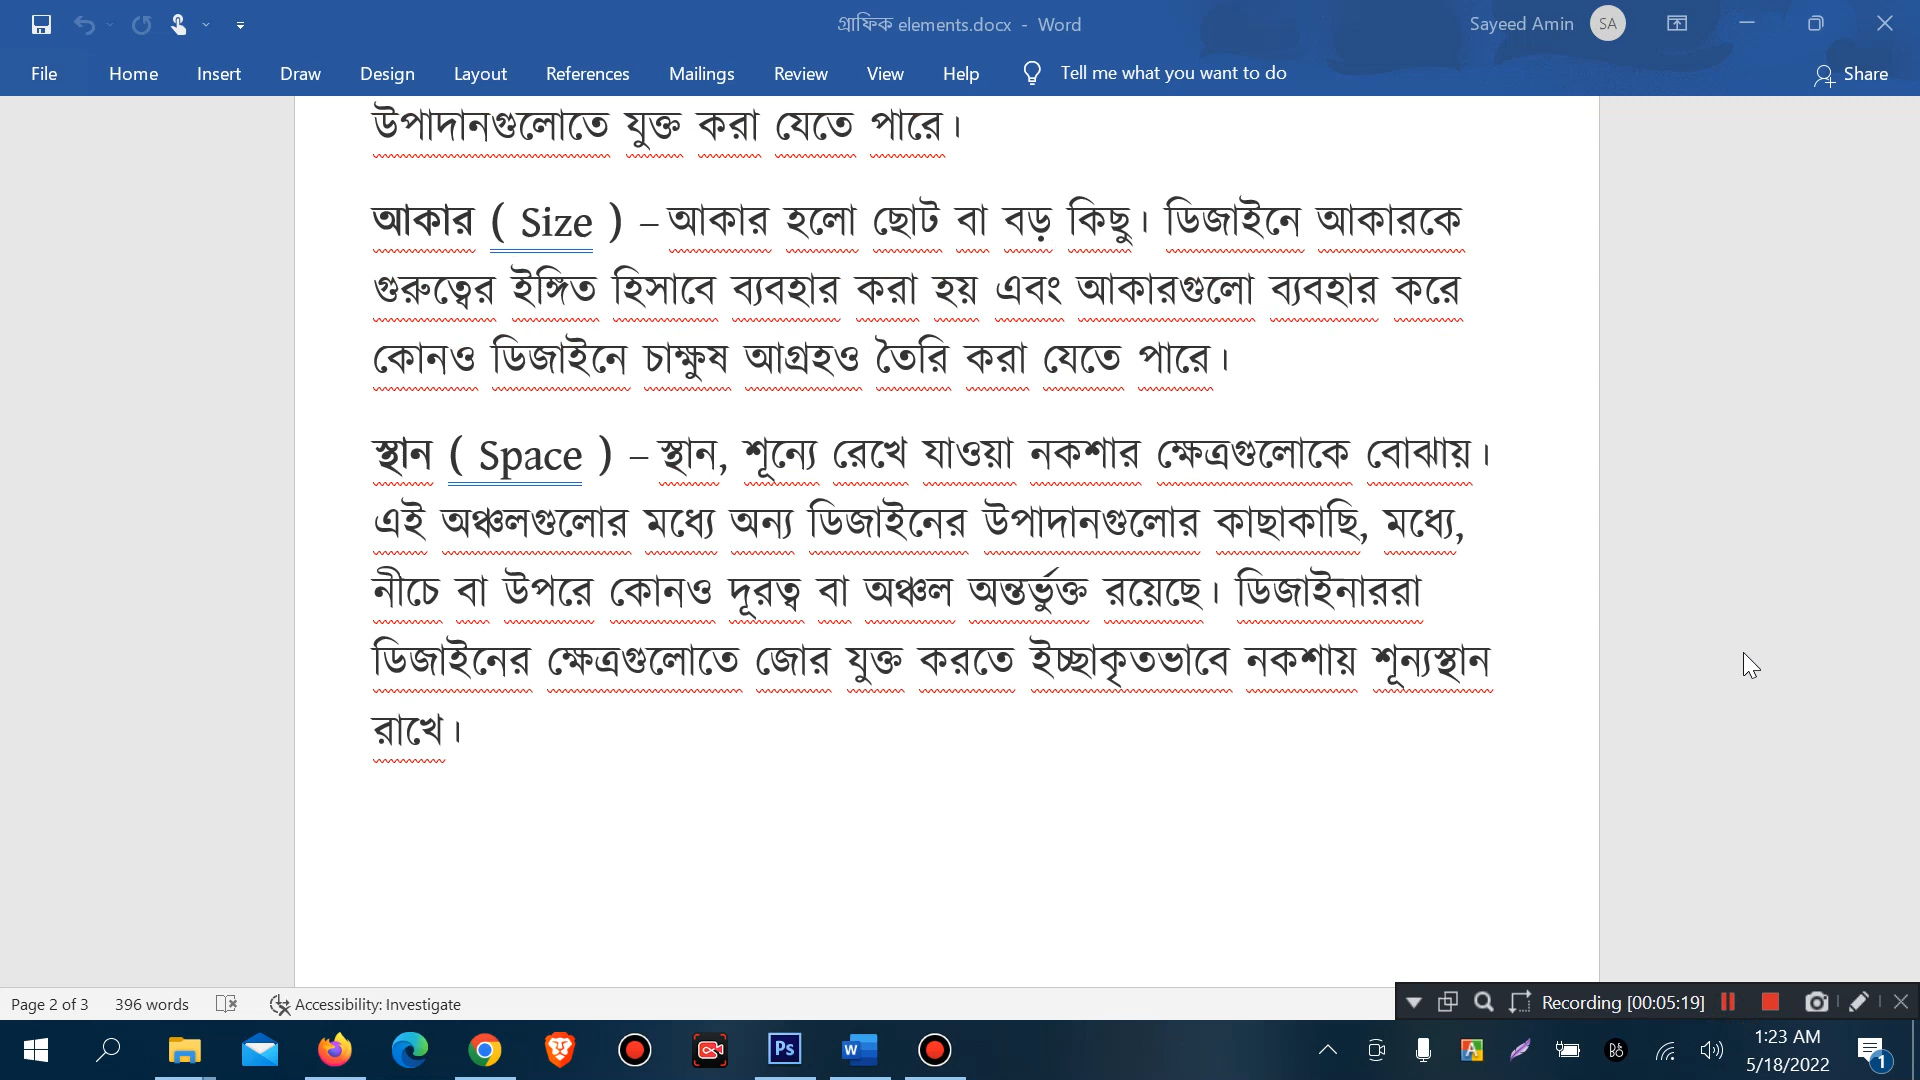 গ্রাফিক elements.docx - Word
Sayeed Amin
SA
File Home Insert Draw Design Layout References Mailings Review View Help Tell me what you want to do Share
উপাদানগুলোতে যুক্ত করা যেতে পারে।
আকার ( Size ) – আকার হলো ছোট বা বড় কিছু। ডিজাইনে আকারকে
গুরুত্বের ইঙ্গিত হিসাবে ব্যবহার করা হয় এবং আকারগুলো ব্যবহার করে
কোনও ডিজাইনে চাক্ষুষ আগ্রহও তৈরি করা যেতে পারে।
স্থান ( Space ) – স্থান, শূন্যে রেখে যাওয়া নকশার ক্ষেত্রগুলোকে বোঝায়।
এই অঞ্চলগুলোর মধ্যে অন্য ডিজাইনের উপাদানগুলোর কাছাকাছি, মধ্যে,
নীচে বা উপরে কোনও দূরত্ব বা অঞ্চল অন্তর্ভুক্ত রয়েছে। ডিজাইনাররা
ডিজাইনের ক্ষেত্রগুলোতে জোর যুক্ত করতে ইচ্ছাকৃতভাবে নকশায় শূন্যস্থান
রাখে।
Page 2 of 3 396 words Accessibility: Investigate
Recording [00:05:19]
Ps
W
A
1:23 AM
5/18/2022
1